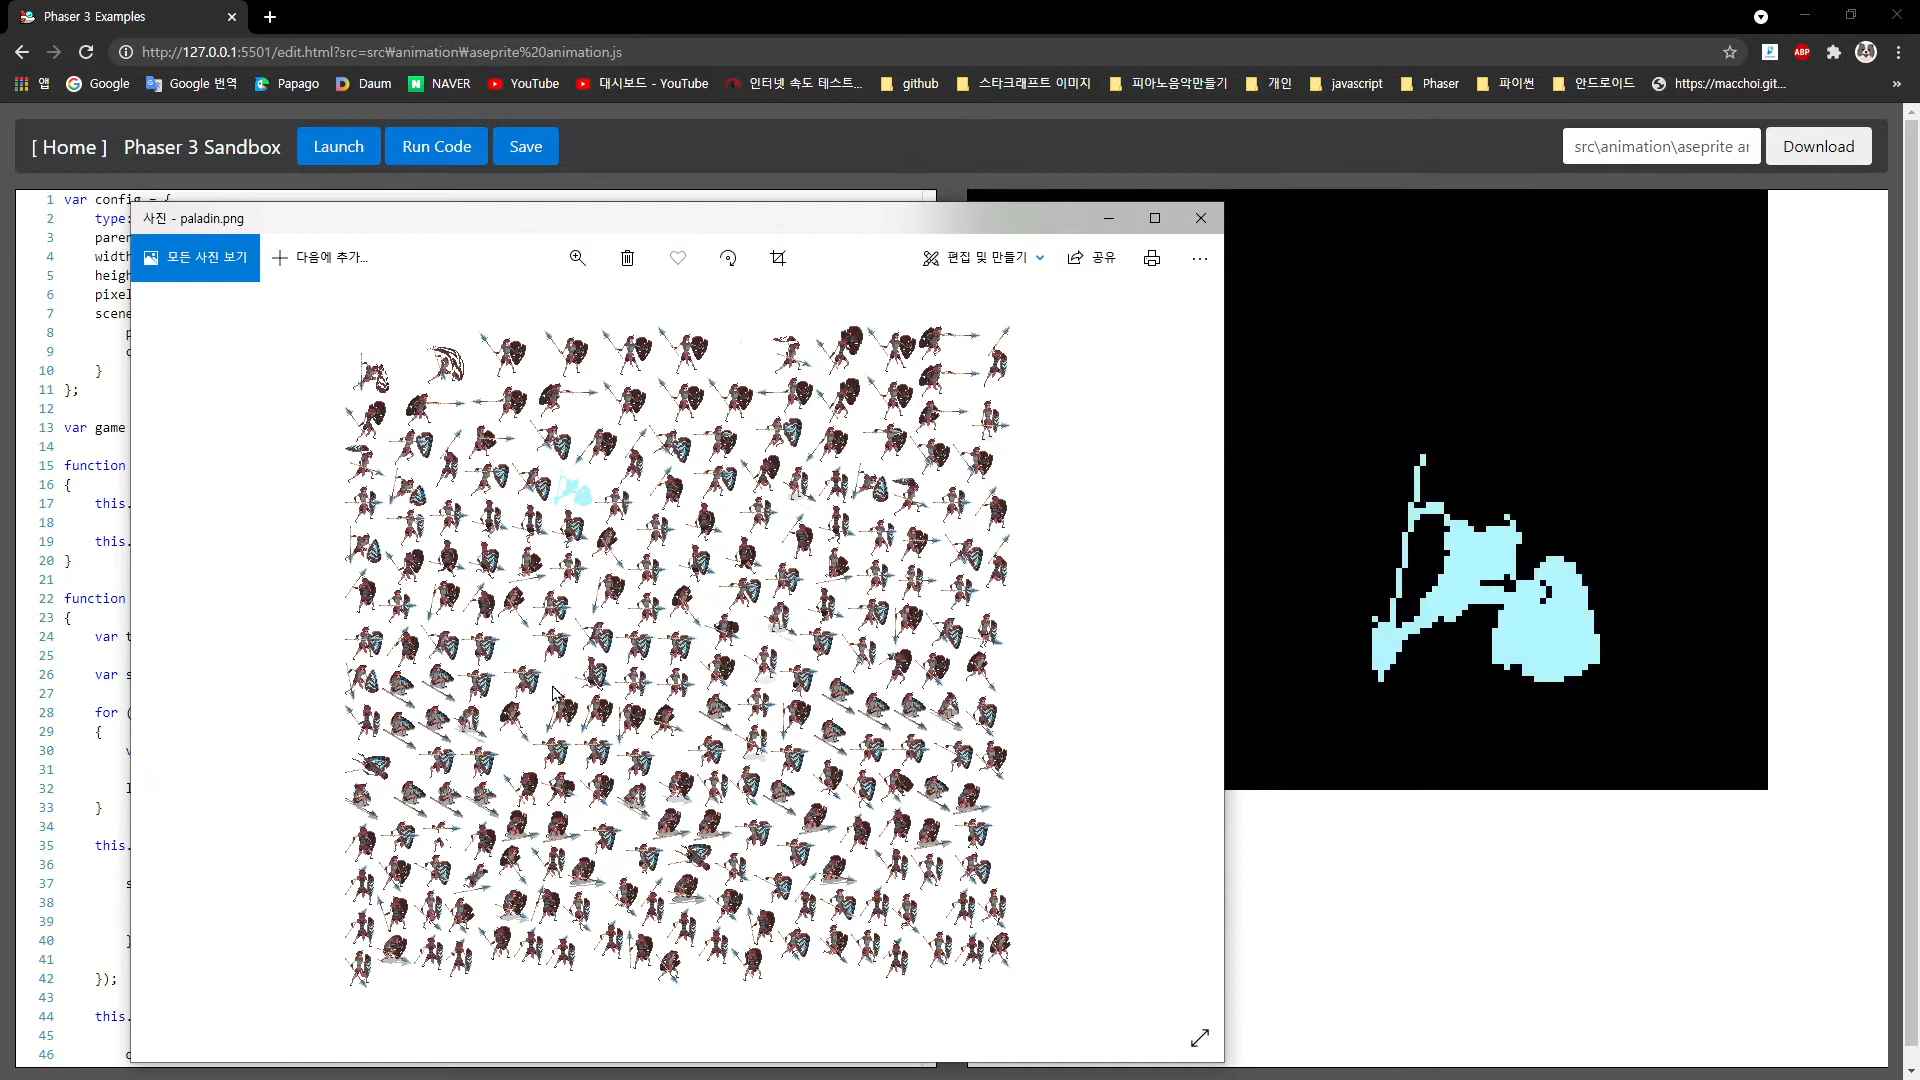 Phaser 3 Examples
http://127.0.0.1:5501/edit.html?src=src₩animation₩aseprite%20animation.js
앱 Google Google 번역 Papago Daum NAVER YouTube 대시보드 - YouTube 인터넷 속도 테스트... github 스타크래프트 이미지 피아노음악만들기 개인 javascript Phaser 파이썬 안드로이드 https://macchoi.git...
[ Home ] Phaser 3 Sandbox Launch Run Code Save src\animation\aseprite ar Download
1 var config = {
2 type:
3 paren
4 width
5 heigh
6 pixel
7 scene
8 p
9
10 }
11 };
12
13 var game
14
15 function
16 {
17 this.
18
19 this.
20 }
21
22 function
23 {
24 var t
25
26 var s
27
28 for (
29 {
30 v
31
32
33 }
34
35 this.
36
37 s
38
39
40 }
41
42 });
43
44 this.
45
46
사진 - paladin.png
모든 사진 보기 다음에 추가... 편집 및 만들기 공유
ABP